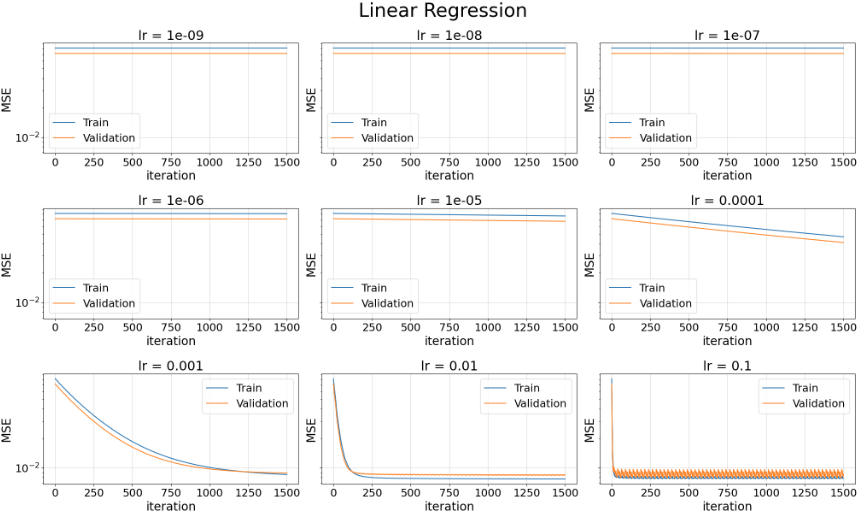 Linear Regression
lr = 1e-09
lr = 1e-08
lr = 1e-07
MSE
10⁻²
Train
Validation
0 250 500 750 1000 1250 1500
iteration
MSE
Train
Validation
0 250 500 750 1000 1250 1500
iteration
MSE
Train
Validation
0 250 500 750 1000 1250 1500
iteration
lr = 1e-06
lr = 1e-05
lr = 0.0001
MSE
10⁻²
Train
Validation
0 250 500 750 1000 1250 1500
iteration
MSE
Train
Validation
0 250 500 750 1000 1250 1500
iteration
MSE
Train
Validation
0 250 500 750 1000 1250 1500
iteration
lr = 0.001
lr = 0.01
lr = 0.1
MSE
10⁻²
Train
Validation
0 250 500 750 1000 1250 1500
iteration
MSE
Train
Validation
0 250 500 750 1000 1250 1500
iteration
MSE
Train
Validation
0 250 500 750 1000 1250 1500
iteration